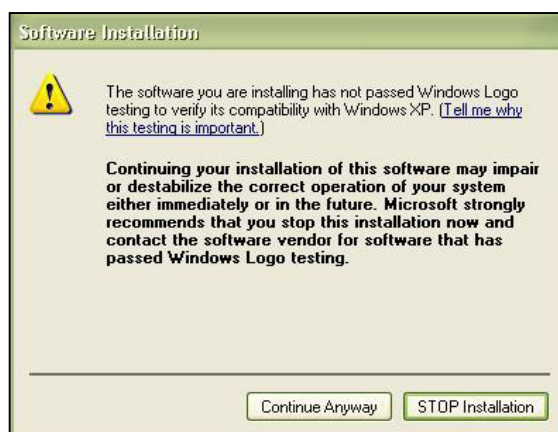 Software Installation
The software you are installing has not passed Windows Logo
testing to verify its compatibility with Windows XP. (Tell me why
this testing is important.)
Continuing your installation of this software may impair
or destabilize the correct operation of your system
either immediately or in the future. Microsoft strongly
recommends that you stop this installation now and
contact the software vendor for software that has
passed Windows Logo testing.
Continue Anyway
STOP Installation